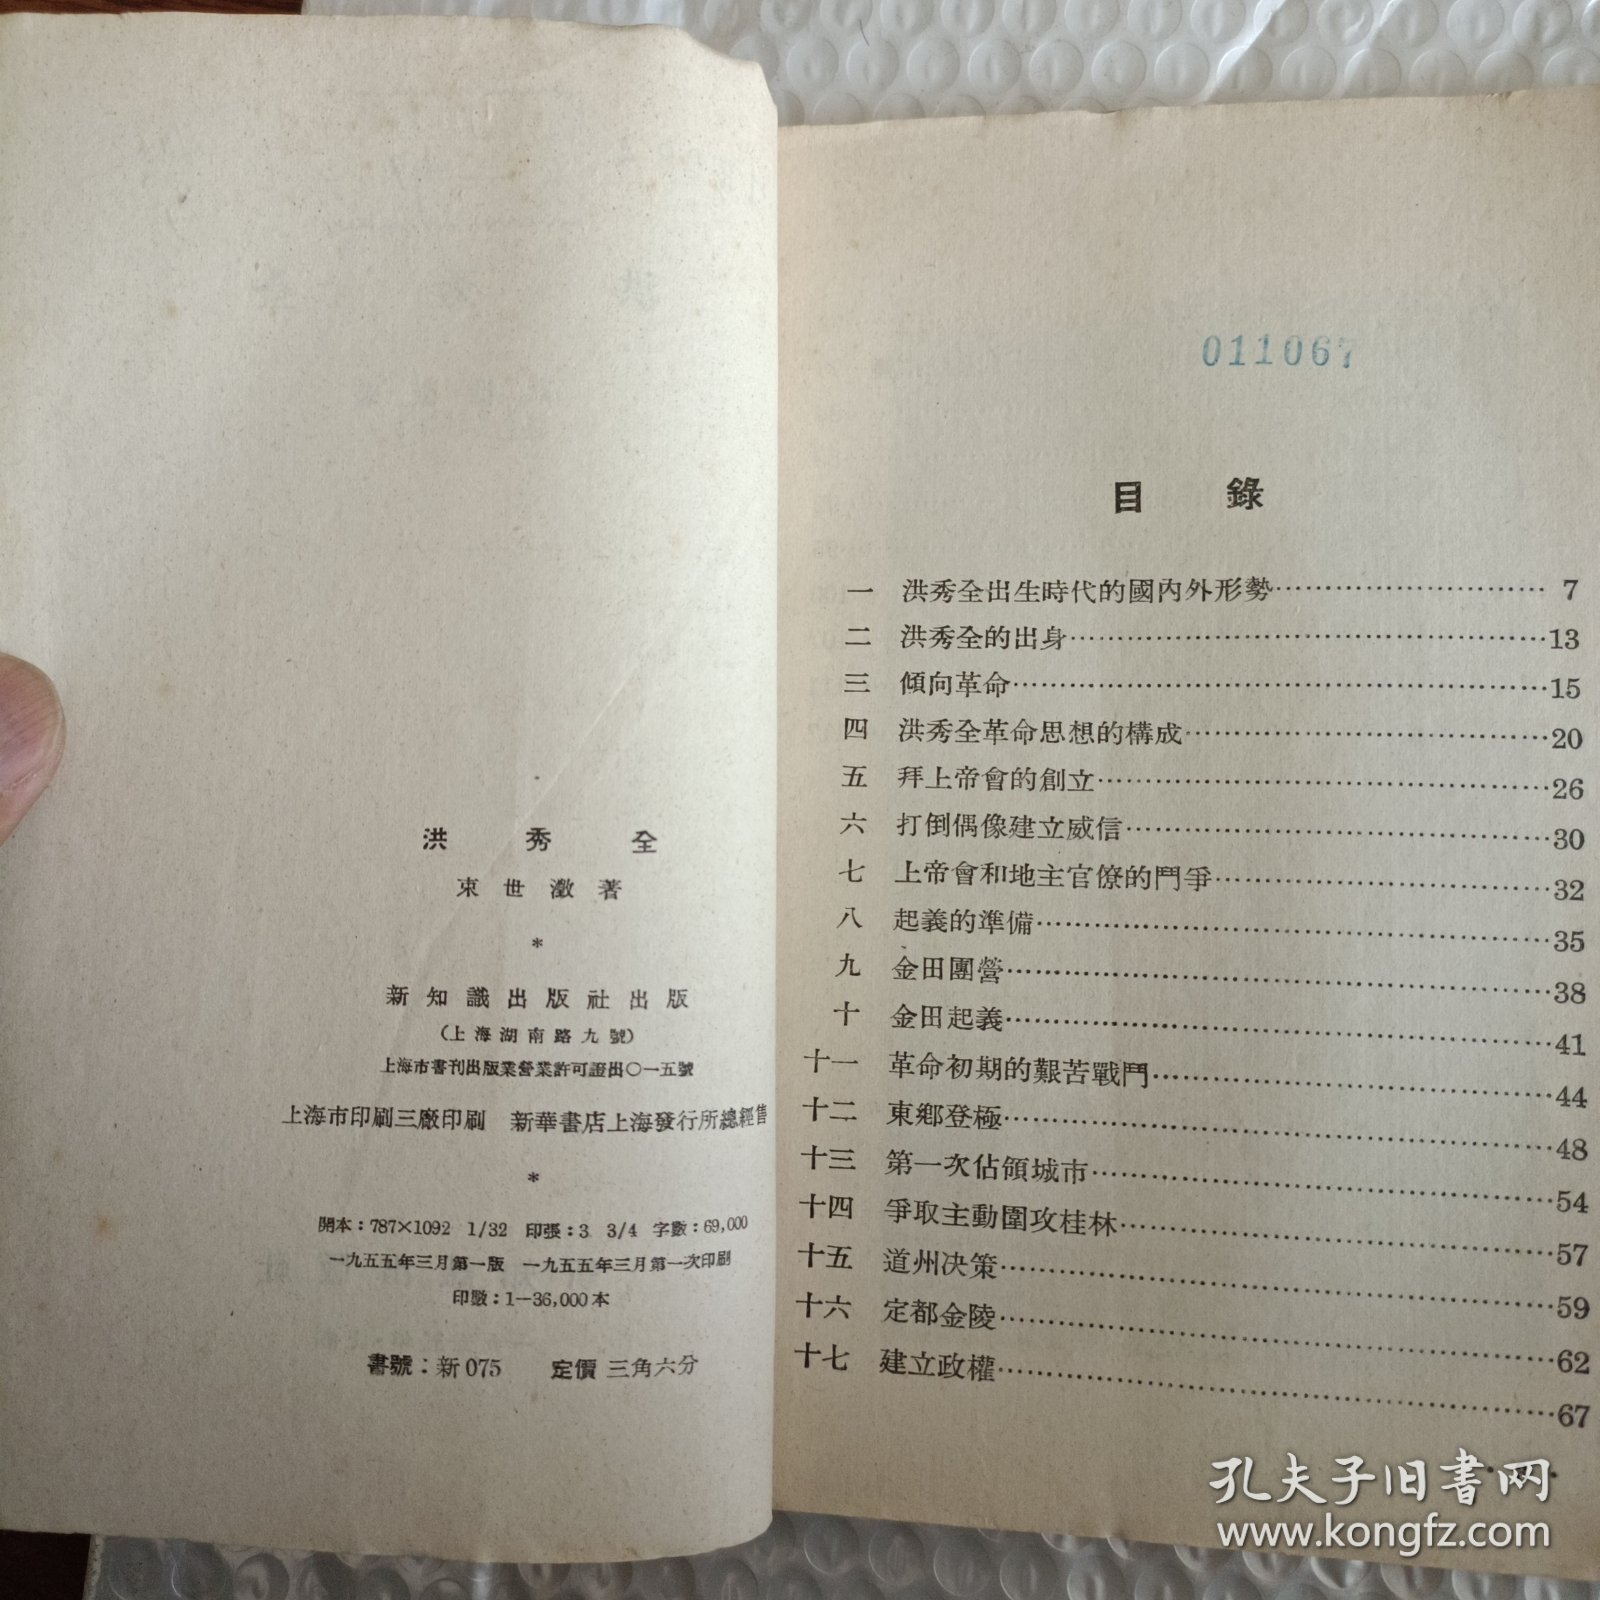 洪秀全
束世澂著
*
新知識出版社出版
(上海湖南路九號)
上海市書刊出版業營業許可證出〇一五號
上海市印刷三廠印刷 新華書店上海發行所總經售
*
開本:787×1092 1/32 印張:3 3/4 字數:69,000
一九五五年三月第一版 一九五五年三月第一次印刷
印數:1—36,000本
書號:新075 定價 三角六分
011067
目錄
一 洪秀全出生時代的國內外形勢 7
二 洪秀全的出身 13
三 傾向革命 15
四 洪秀全革命思想的構成 20
五 拜上帝會的創立 26
六 打倒偶像建立威信 30
七 上帝會和地主官僚的鬥爭 32
八 起義的準備 35
九 金田團營 38
十 金田起義 41
十一 革命初期的艱苦戰鬥 44
十二 東鄉登極 48
十三 第一次佔領城市 54
十四 爭取主動圍攻桂林 57
十五 道州決策 59
十六 定都金陵 62
十七 建立政權 67
孔夫子旧書网
www.kongfz.com